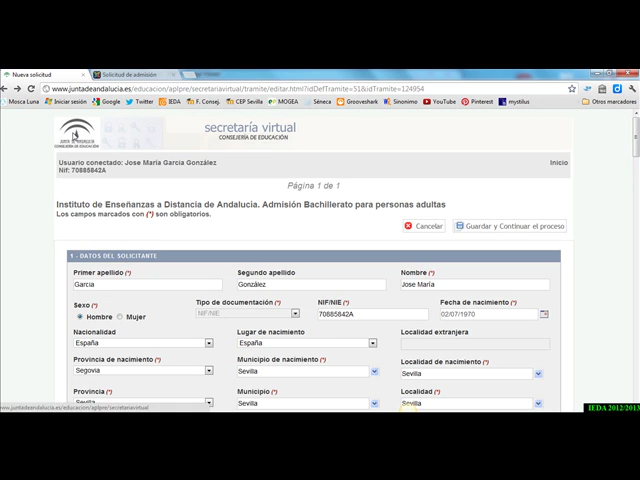 Nueva solicitud
Solicitud de admisión
www.juntadeandalucia.es/educacion/aplpre/secretariavirtual/tramite/editar.html?idDefTramite=51&idTramite=124954
Mosca Luna Iniciar sesión Google Twitter IEDA F. Consej. CEP Sevilla MOGEA Séneca Grooveshark Sinonimo YouTube Pinterest mystilus Otros marcadores
JUNTA DE ANDALUCIA
CONSEJERÍA DE EDUCACIÓN
secretaría virtual
CONSEJERÍA DE EDUCACIÓN
Usuario conectado: Jose María García González Inicio
Nif: 70885842A
Página 1 de 1
Instituto de Enseñanzas a Distancia de Andalucía. Admisión Bachillerato para personas adultas
Los campos marcados con (*) son obligatorios.
Cancelar Guardar y Continuar el proceso
1 - DATOS DEL SOLICITANTE
Primer apellido (*) Segundo apellido Nombre (*)
García González Jose María
Sexo (*) Tipo de documentación (*) NIF/NIE (*) Fecha de nacimiento (*)
Hombre Mujer NIF/NIE 70885842A 02/07/1970
Nacionalidad Lugar de nacimiento Localidad extranjera
España España
Provincia de nacimiento (*) Municipio de nacimiento (*) Localidad de nacimiento (*)
Segovia Sevilla Sevilla
Provincia (*) Municipio (*) Localidad (*)
Sevilla Sevilla Sevilla
www.juntadeandalucia.es/educacion/aplpre/secretariavirtual
IEDA 2012/2013